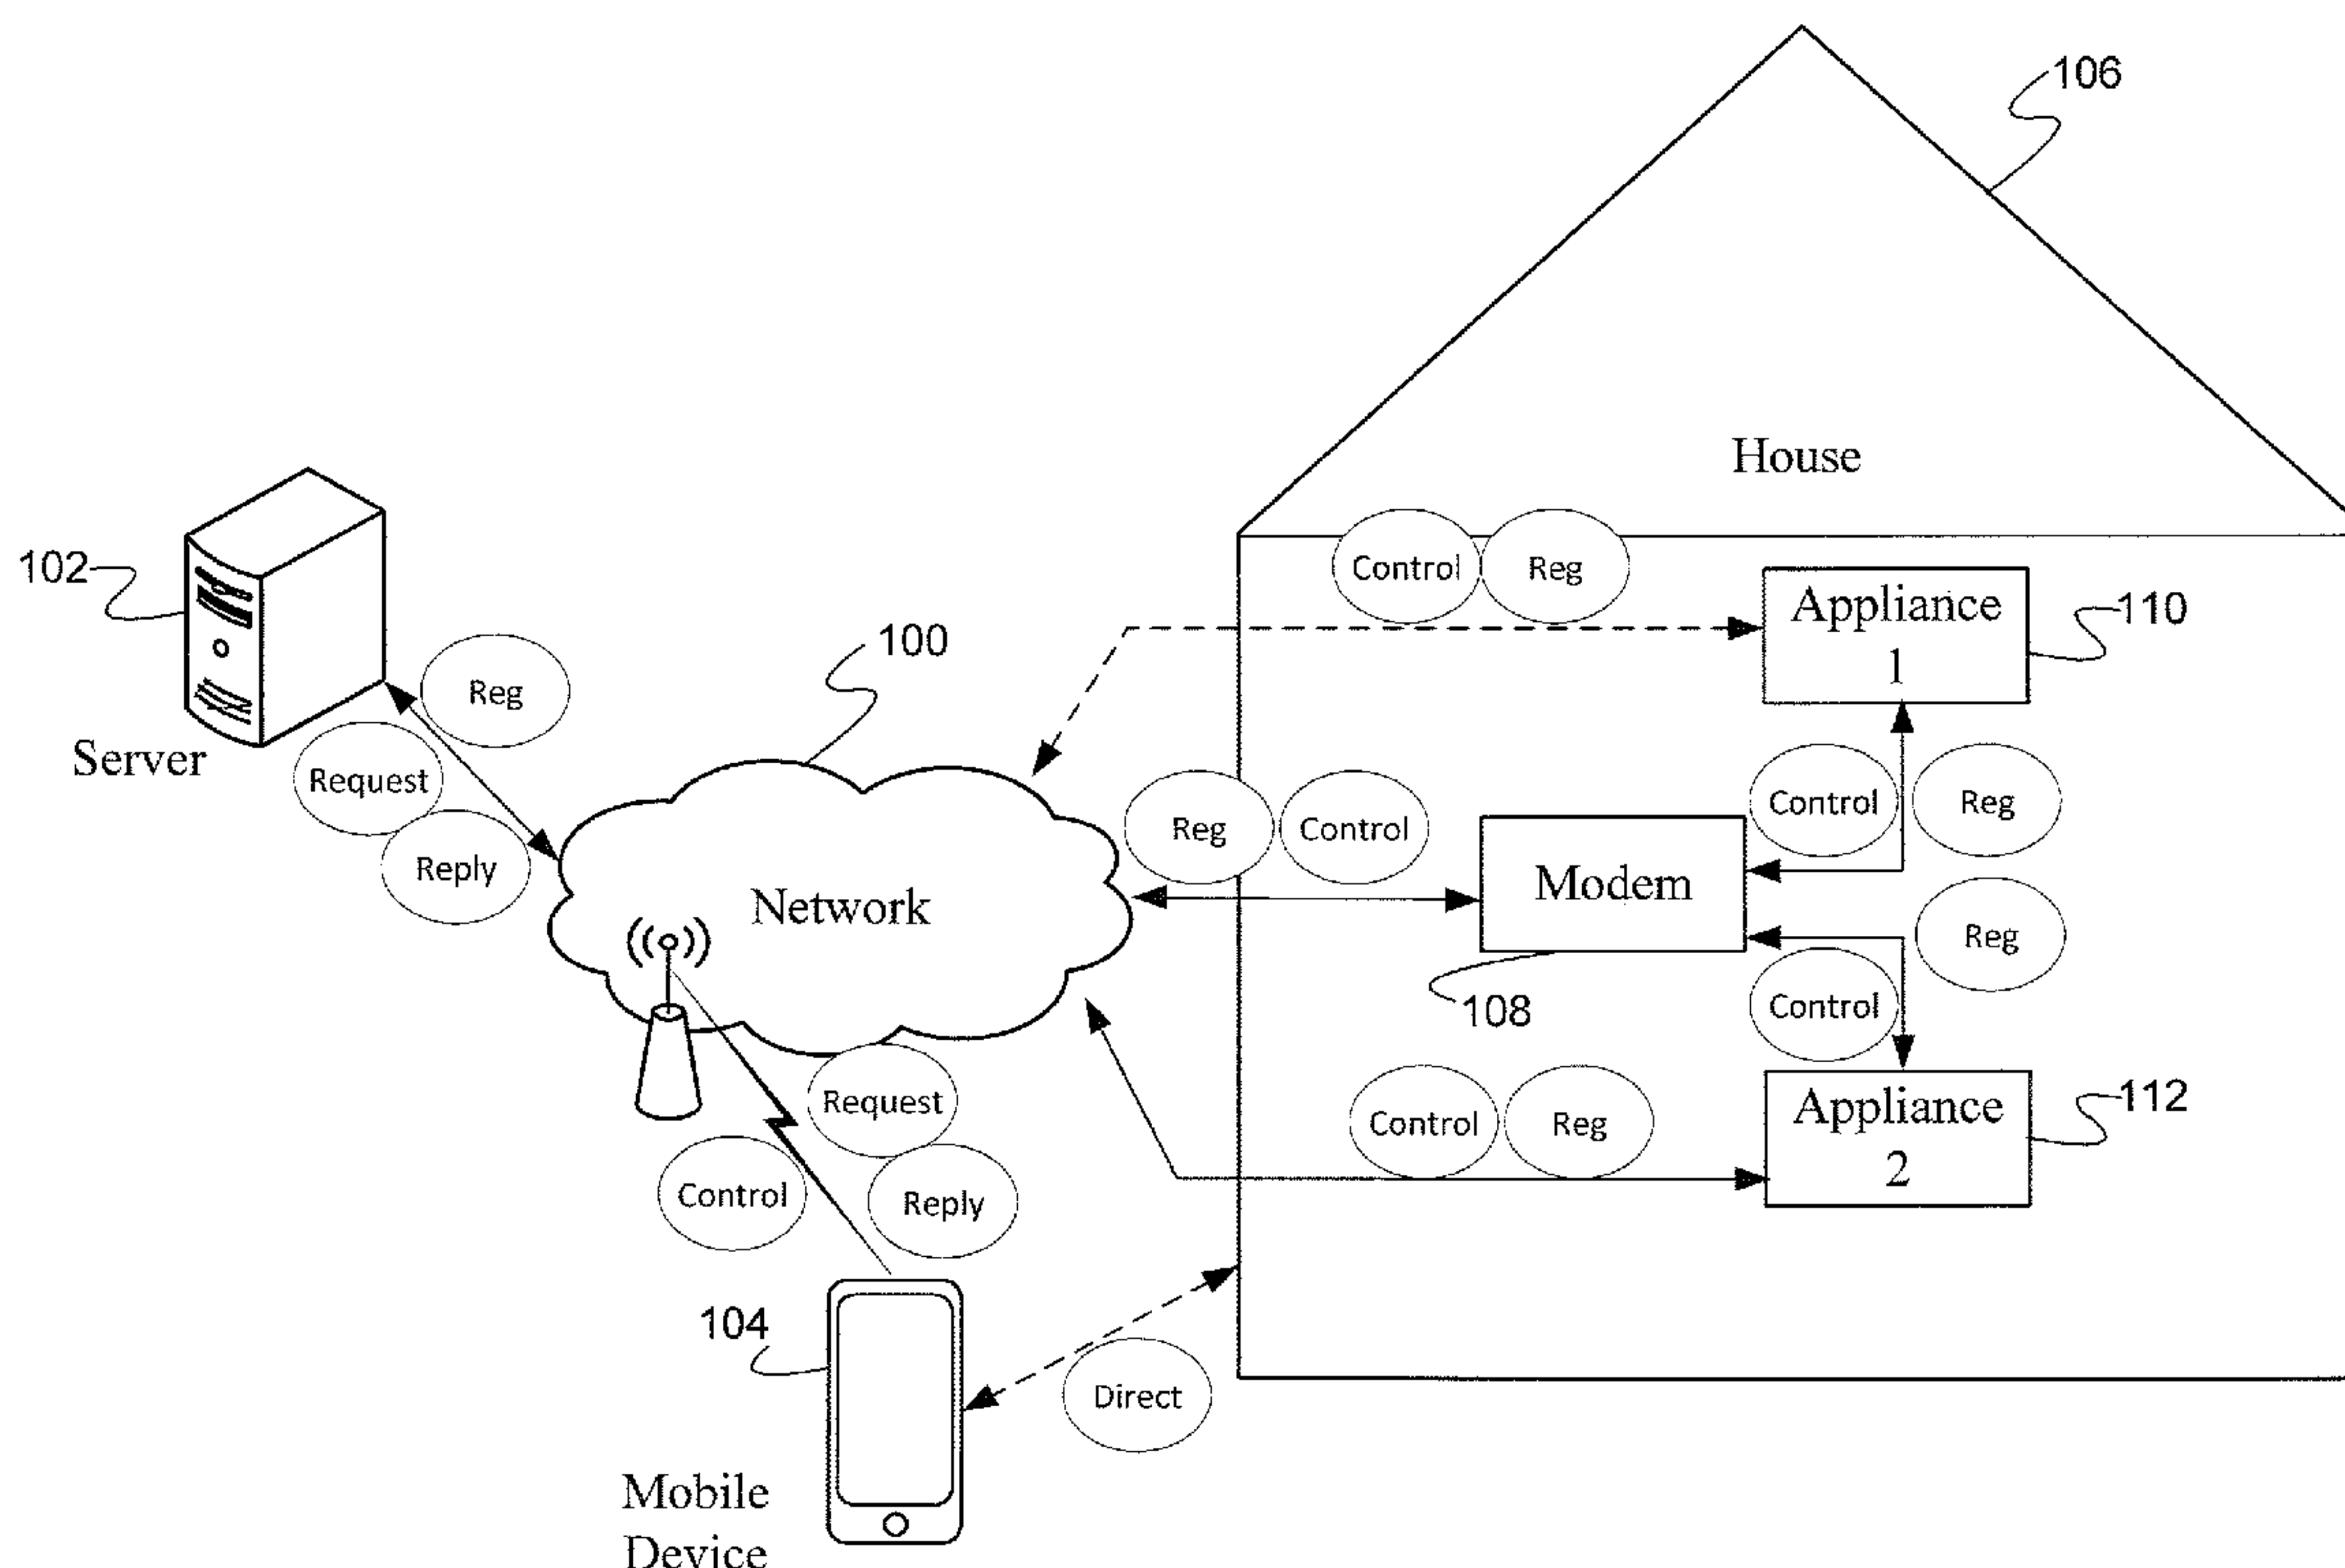 106
House
Control
Reg
Appliance
1
110
102
Server
Reg
Request
Reply
100
Network
Reg
Control
Modem
108
Control
Reg
Reg
Control
Appliance
2
112
Control
Reg
Request
Control
Reply
104
Direct
Mobile
Device